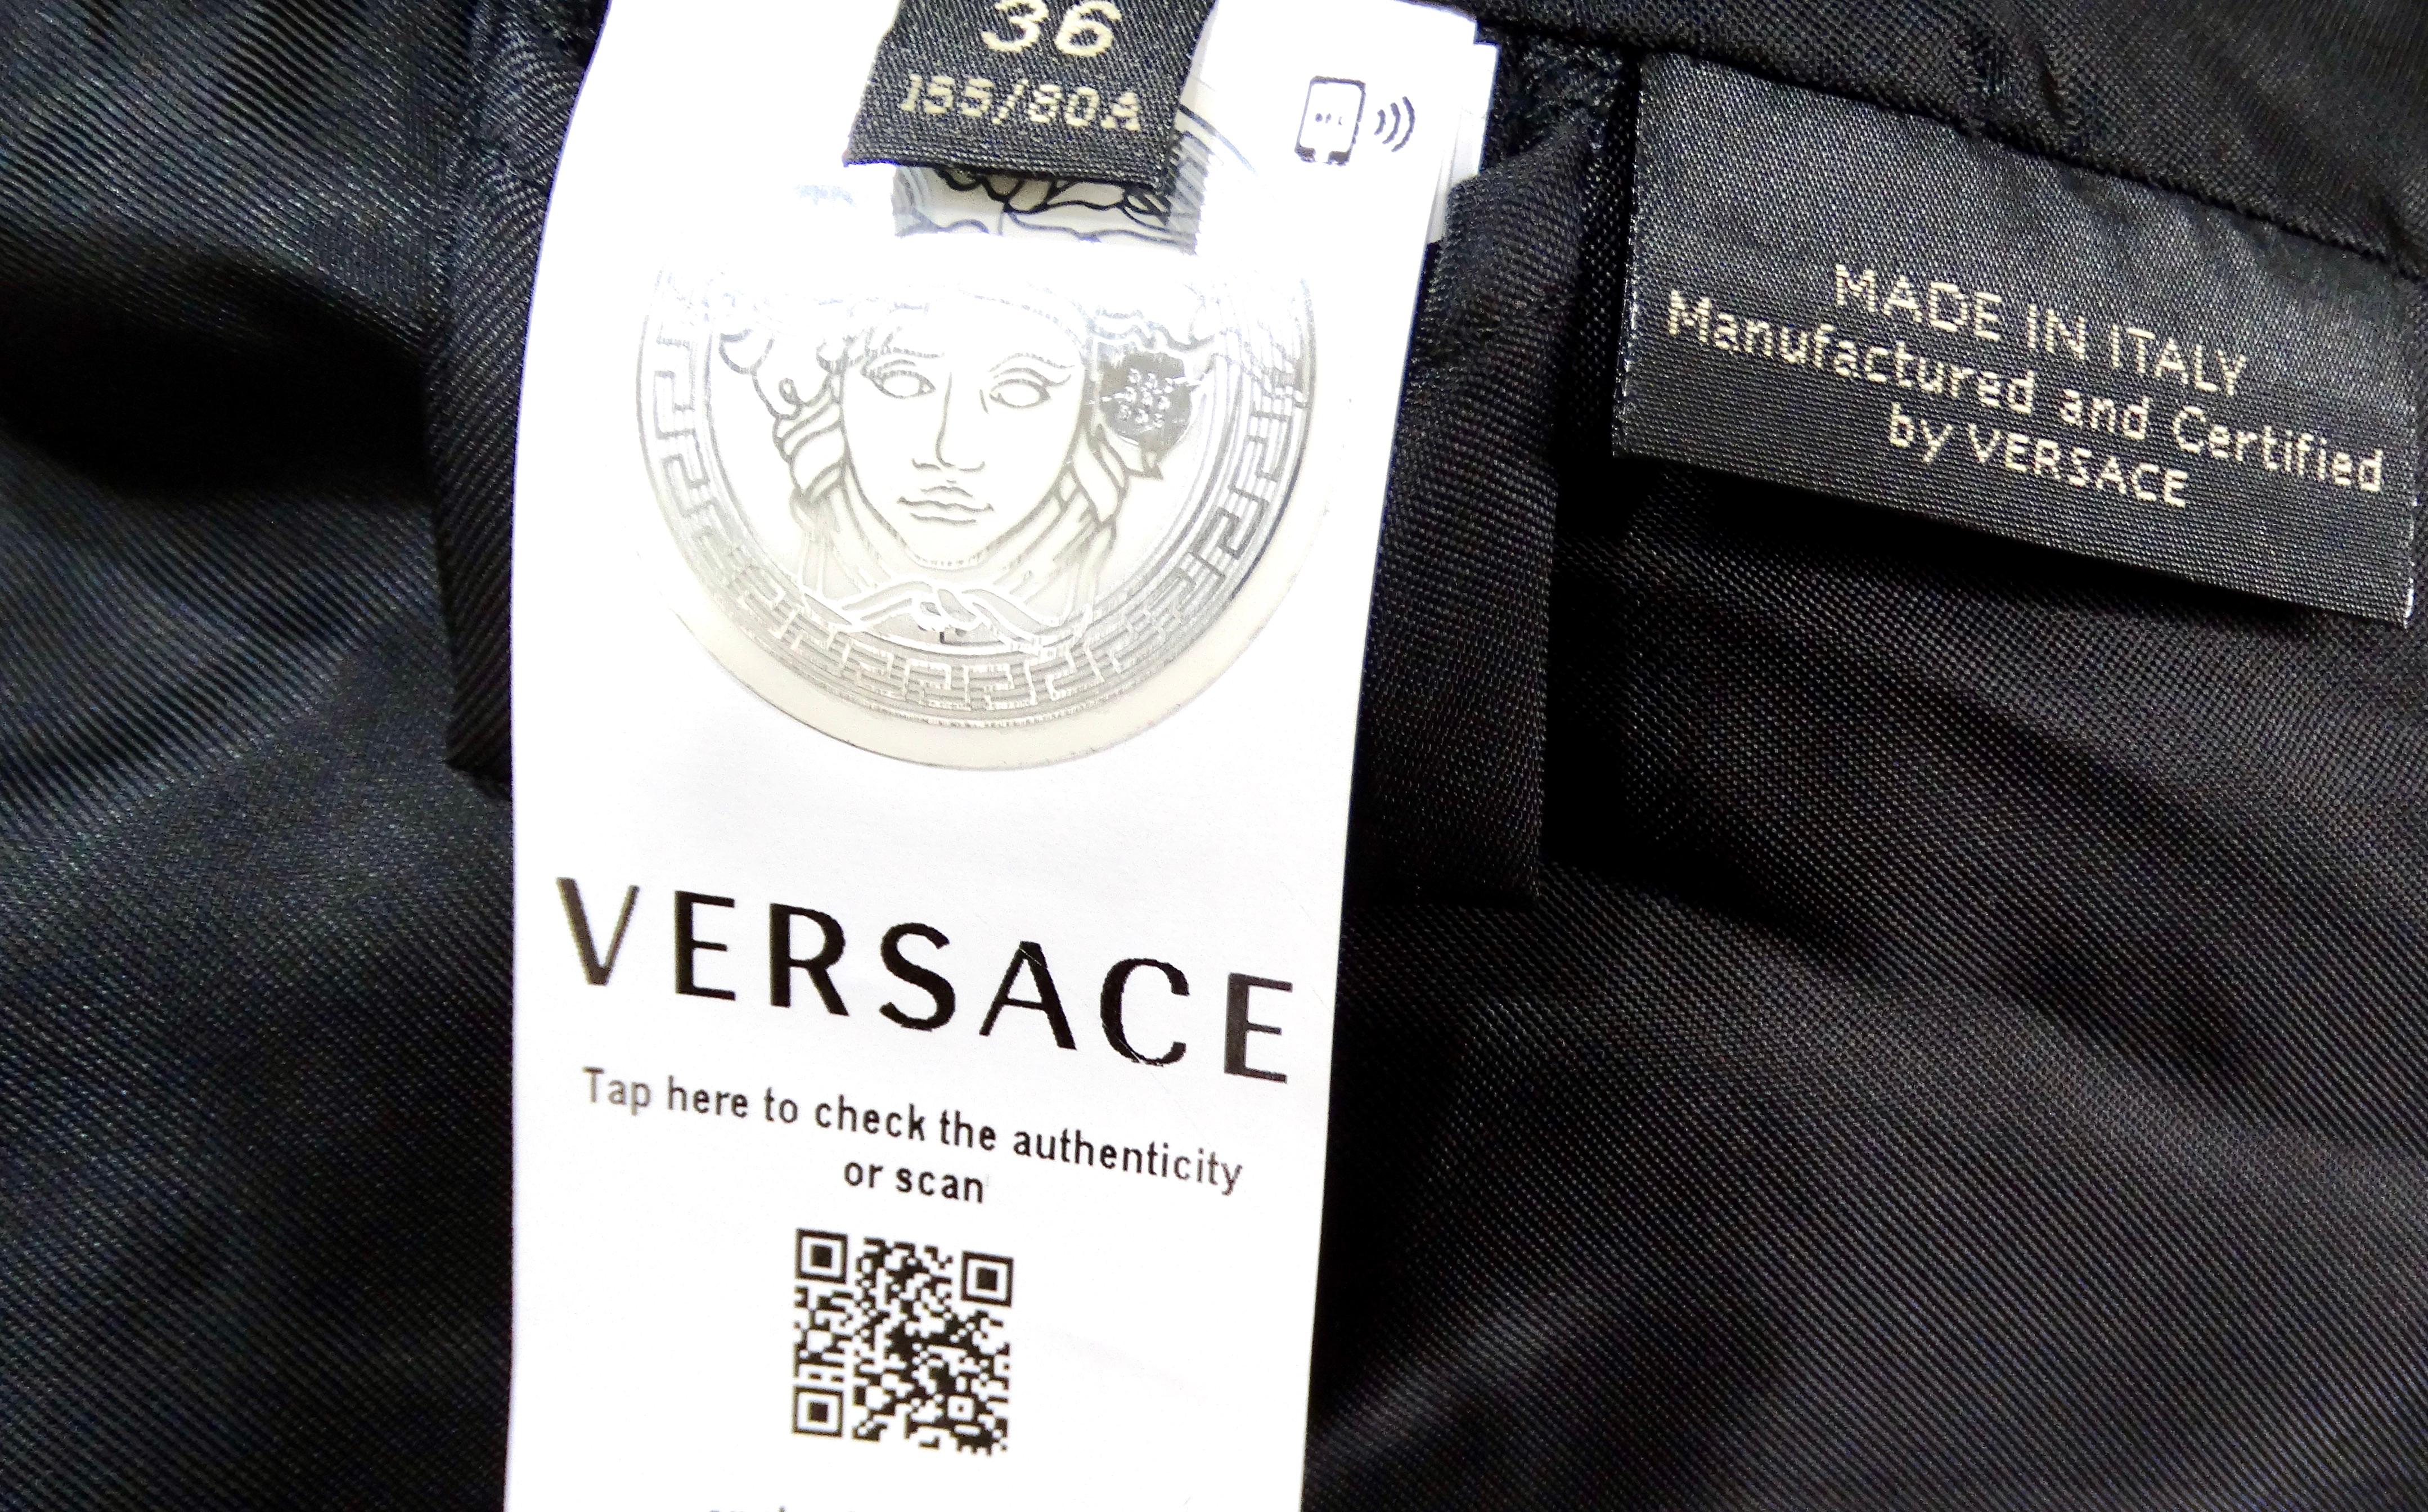 36
155/80A
MADE IN ITALY
Manufactured and Certified
by VERSACE
VERSACE
Tap here to check the authenticity
or scan